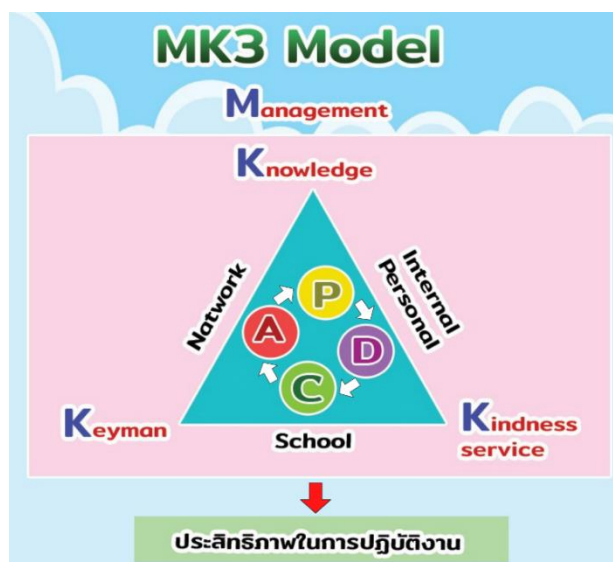 MK3 Model
Management
Knowledge
Natwork
Internal
Personal
P
A
D
C
Keyman
School
Kindness
service
ประสิทธิภาพในการปฏิบัติงาน